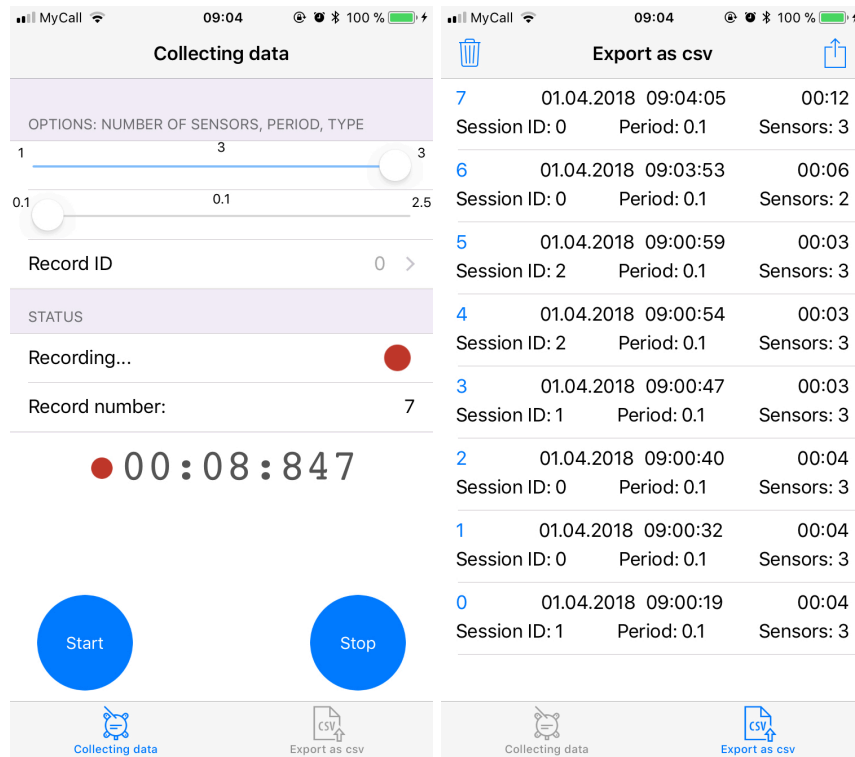 MyCall 09:04 100 %
Collecting data
OPTIONS: NUMBER OF SENSORS, PERIOD, TYPE
1 3 3
0.1 0.1 2.5
Record ID 0
STATUS
Recording...
Record number: 7
00:08:847
Start Stop
Collecting data Export as csv
MyCall 09:04 100 %
Export as csv
7 01.04.2018 09:04:05 00:12
Session ID: 0 Period: 0.1 Sensors: 3
6 01.04.2018 09:03:53 00:06
Session ID: 0 Period: 0.1 Sensors: 2
5 01.04.2018 09:00:59 00:03
Session ID: 2 Period: 0.1 Sensors: 3
4 01.04.2018 09:00:54 00:03
Session ID: 2 Period: 0.1 Sensors: 3
3 01.04.2018 09:00:47 00:03
Session ID: 1 Period: 0.1 Sensors: 3
2 01.04.2018 09:00:40 00:04
Session ID: 0 Period: 0.1 Sensors: 3
1 01.04.2018 09:00:32 00:04
Session ID: 0 Period: 0.1 Sensors: 3
0 01.04.2018 09:00:19 00:04
Session ID: 1 Period: 0.1 Sensors: 3
CSV
Collecting data Export as csv